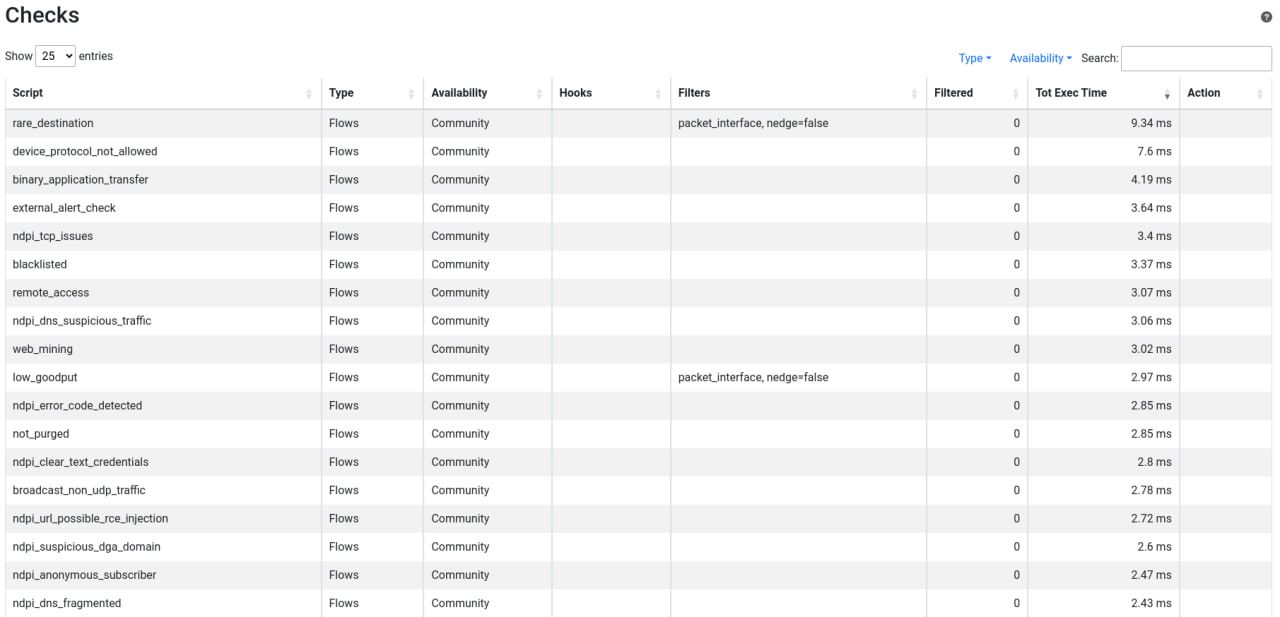 Checks
Show 25 entries
Type Availability Search:
Script Type Availability Hooks Filters Filtered Tot Exec Time Action
rare_destination Flows Community packet_interface, nedge=false 0 9.34 ms
device_protocol_not_allowed Flows Community 0 7.6 ms
binary_application_transfer Flows Community 0 4.19 ms
external_alert_check Flows Community 0 3.64 ms
ndpi_tcp_issues Flows Community 0 3.4 ms
blacklisted Flows Community 0 3.37 ms
remote_access Flows Community 0 3.07 ms
ndpi_dns_suspicious_traffic Flows Community 0 3.06 ms
web_mining Flows Community 0 3.02 ms
low_goodput Flows Community packet_interface, nedge=false 0 2.97 ms
ndpi_error_code_detected Flows Community 0 2.85 ms
not_purged Flows Community 0 2.85 ms
ndpi_clear_text_credentials Flows Community 0 2.8 ms
broadcast_non_udp_traffic Flows Community 0 2.78 ms
ndpi_url_possible_rce_injection Flows Community 0 2.72 ms
ndpi_suspicious_dga_domain Flows Community 0 2.6 ms
ndpi_anonymous_subscriber Flows Community 0 2.47 ms
ndpi_dns_fragmented Flows Community 0 2.43 ms